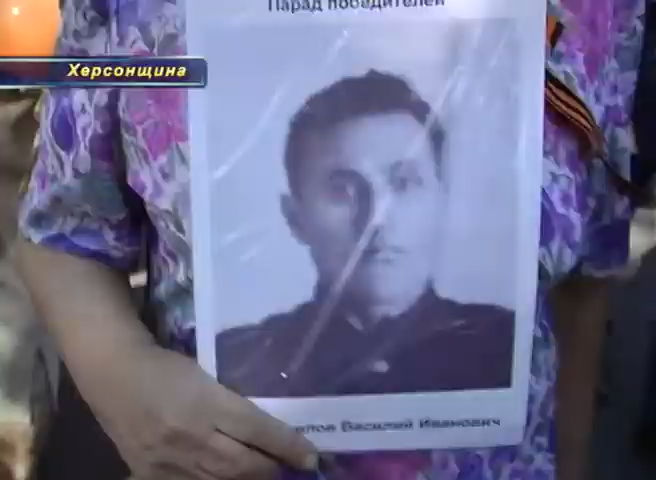 Парад победителей
Херсонщина
Василий Иванович